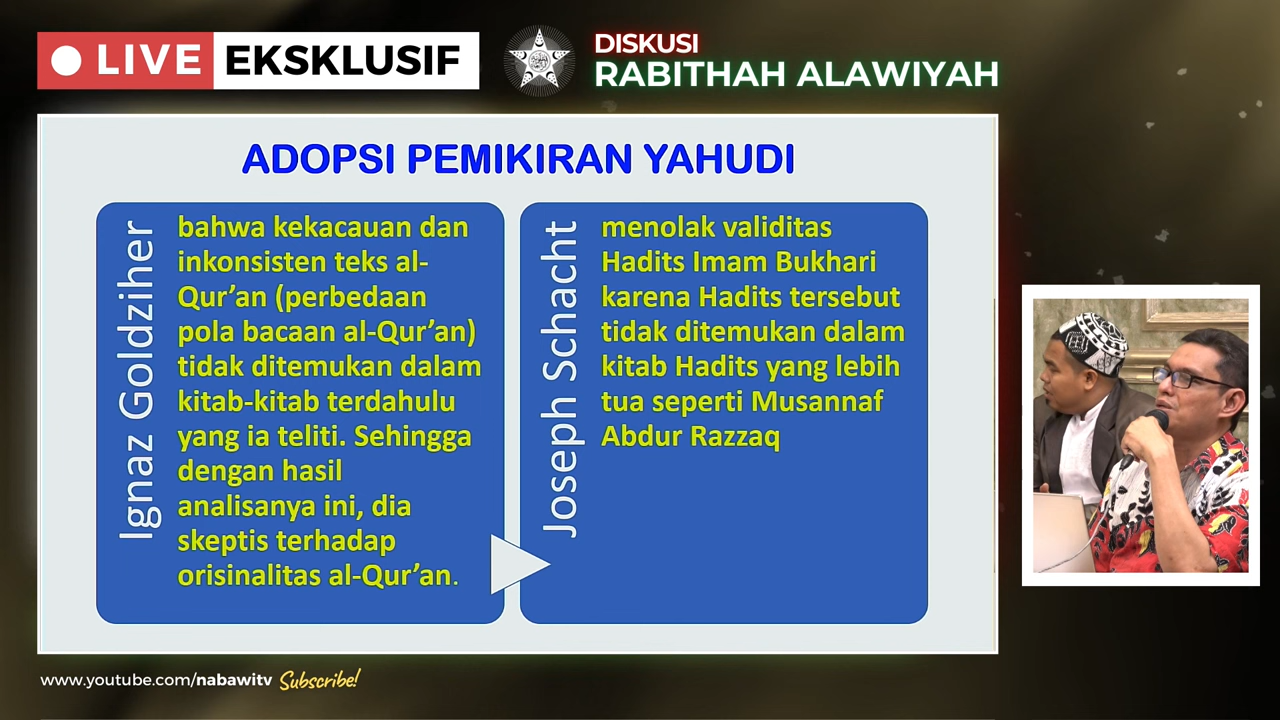 LIVE EKSKLUSIF
DISKUSI
RABITHAH ALAWIYAH
ADOPSI PEMIKIRAN YAHUDI
Ignaz Goldziher
bahwa kekacauan dan
inkonsisten teks al-
Qur’an (perbedaan
pola bacaan al-Qur’an)
tidak ditemukan dalam
kitab-kitab terdahulu
yang ia teliti. Sehingga
dengan hasil
analisanya ini, dia
skeptis terhadap
orisinalitas al-Qur’an.
Joseph Schacht
menolak validitas
Hadits Imam Bukhari
karena Hadits tersebut
tidak ditemukan dalam
kitab Hadits yang lebih
tua seperti Musannaf
Abdur Razzaq
www.youtube.com/nabawitv Subscribe!